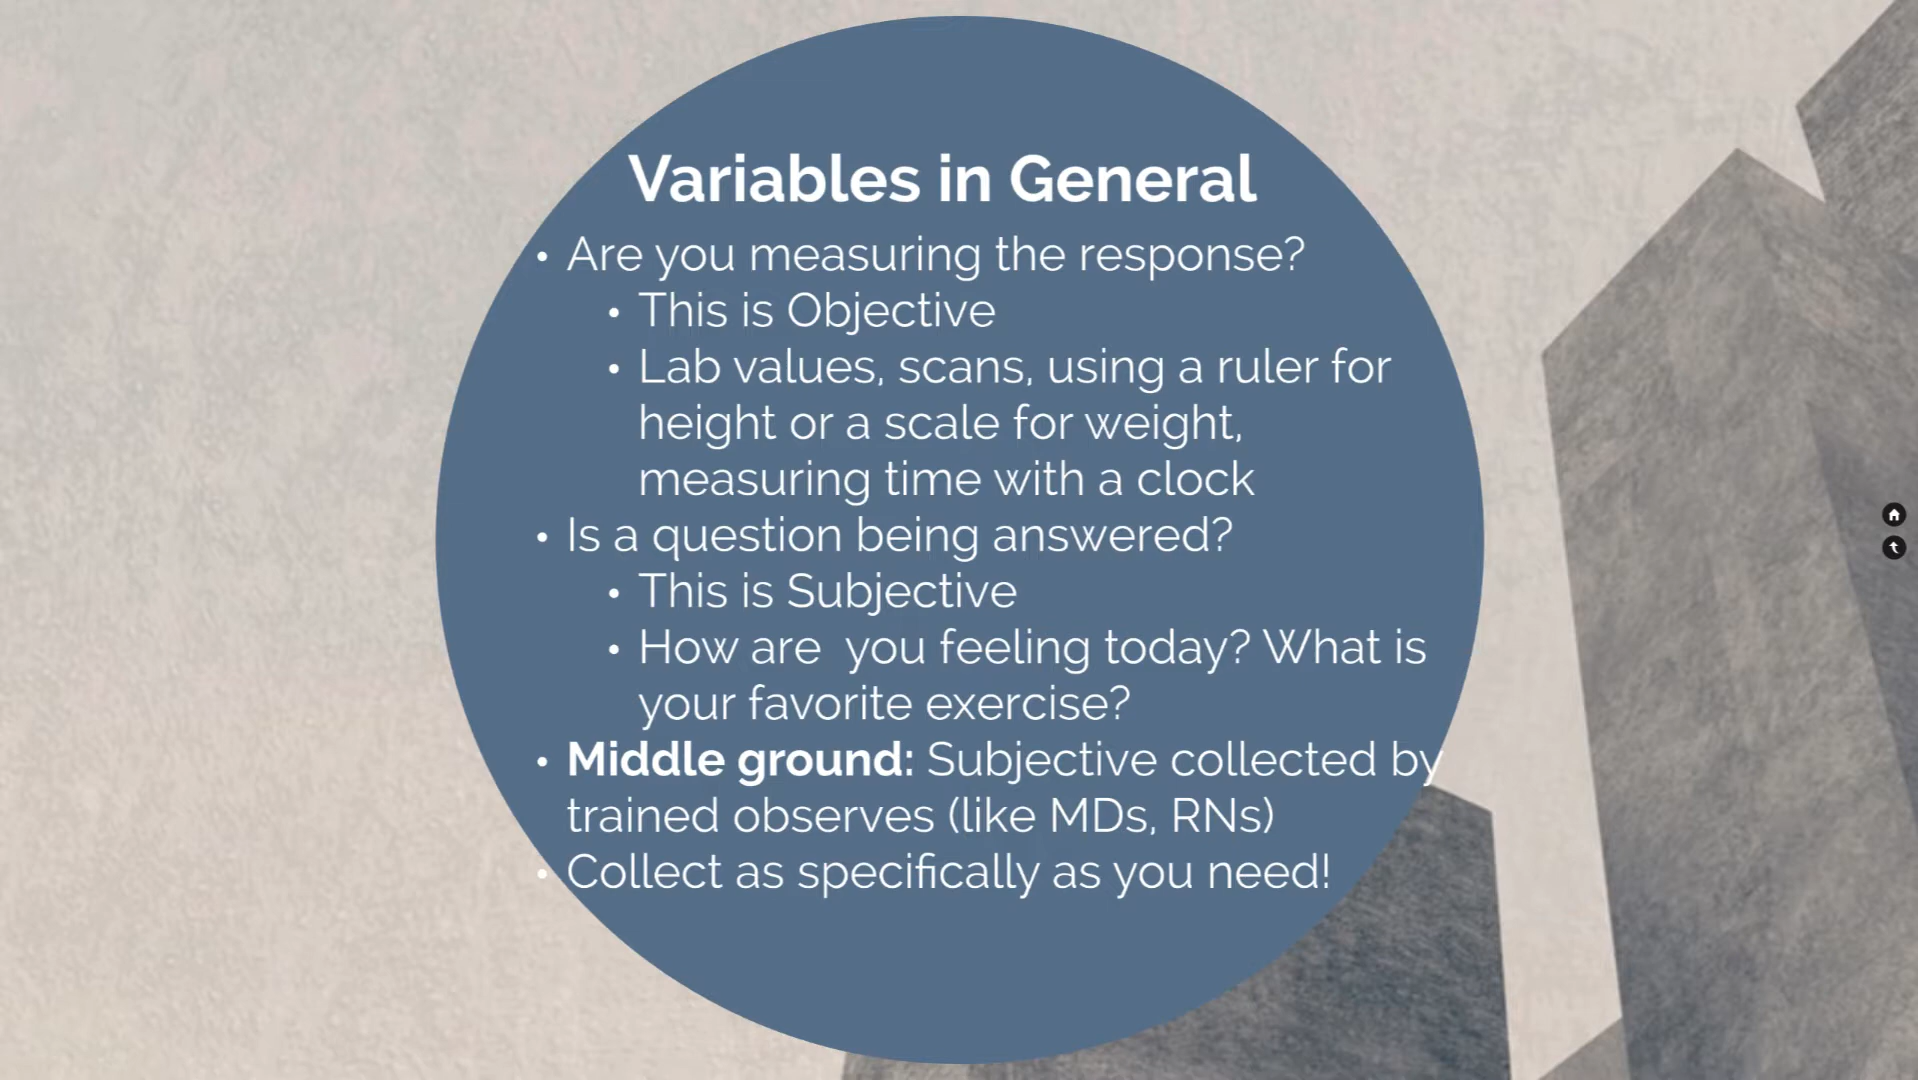 Variables in General
• Are you measuring the response?
• This is Objective
• Lab values, scans, using a ruler for
height or a scale for weight,
measuring time with a clock
• Is a question being answered?
• This is Subjective
• How are  you feeling today? What is
your favorite exercise?
• Middle ground: Subjective collected by
trained observes (like MDs, RNs)
• Collect as specifically as you need!